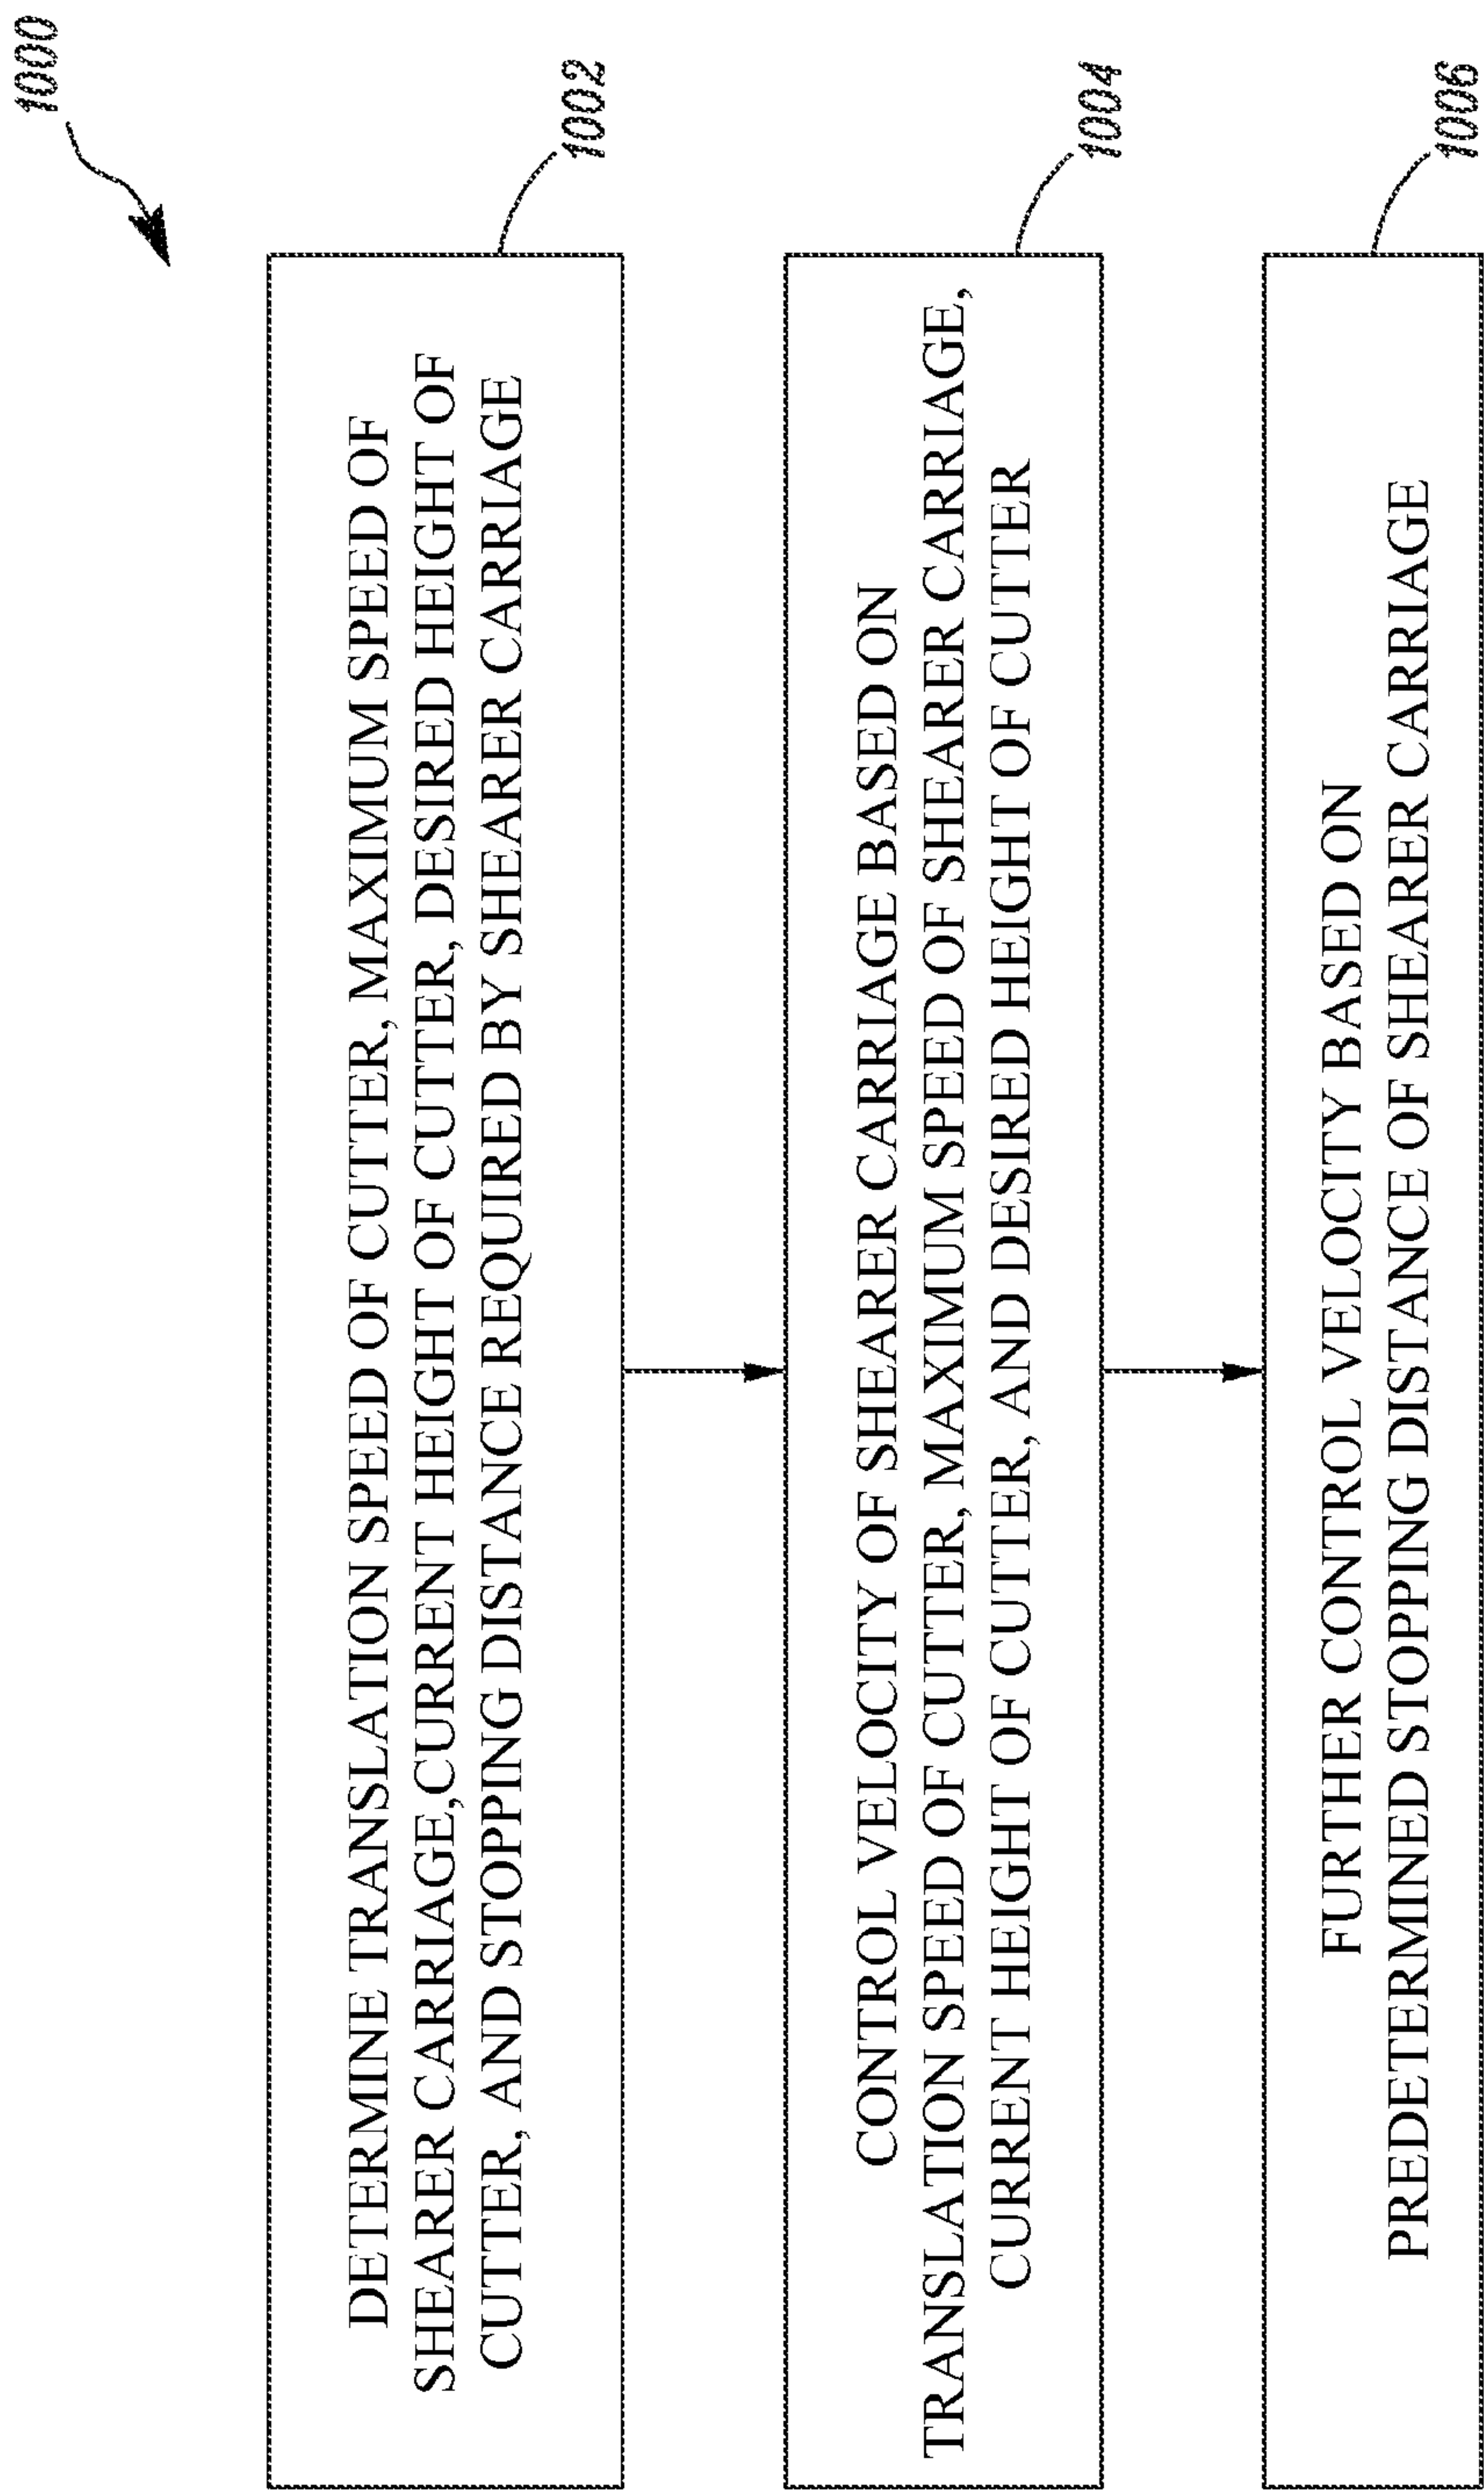 1000
DETERMINE TRANSLATION SPEED OF CUTTER, MAXIMUM SPEED OF
SHEARER CARRIAGE,CURRENT HEIGHT OF CUTTER, DESIRED HEIGHT OF
CUTTER, AND STOPPING DISTANCE REQUIRED BY SHEARER CARRIAGE
1002
CONTROL VELOCITY OF SHEARER CARRIAGE BASED ON
TRANSLATION SPEED OF CUTTER, MAXIMUM SPEED OF SHEARER CARRIAGE,
CURRENT HEIGHT OF CUTTER, AND DESIRED HEIGHT OF CUTTER
1004
FURTHER CONTROL VELOCITY BASED ON
PREDETERMINED STOPPING DISTANCE OF SHEARER CARRIAGE
1006